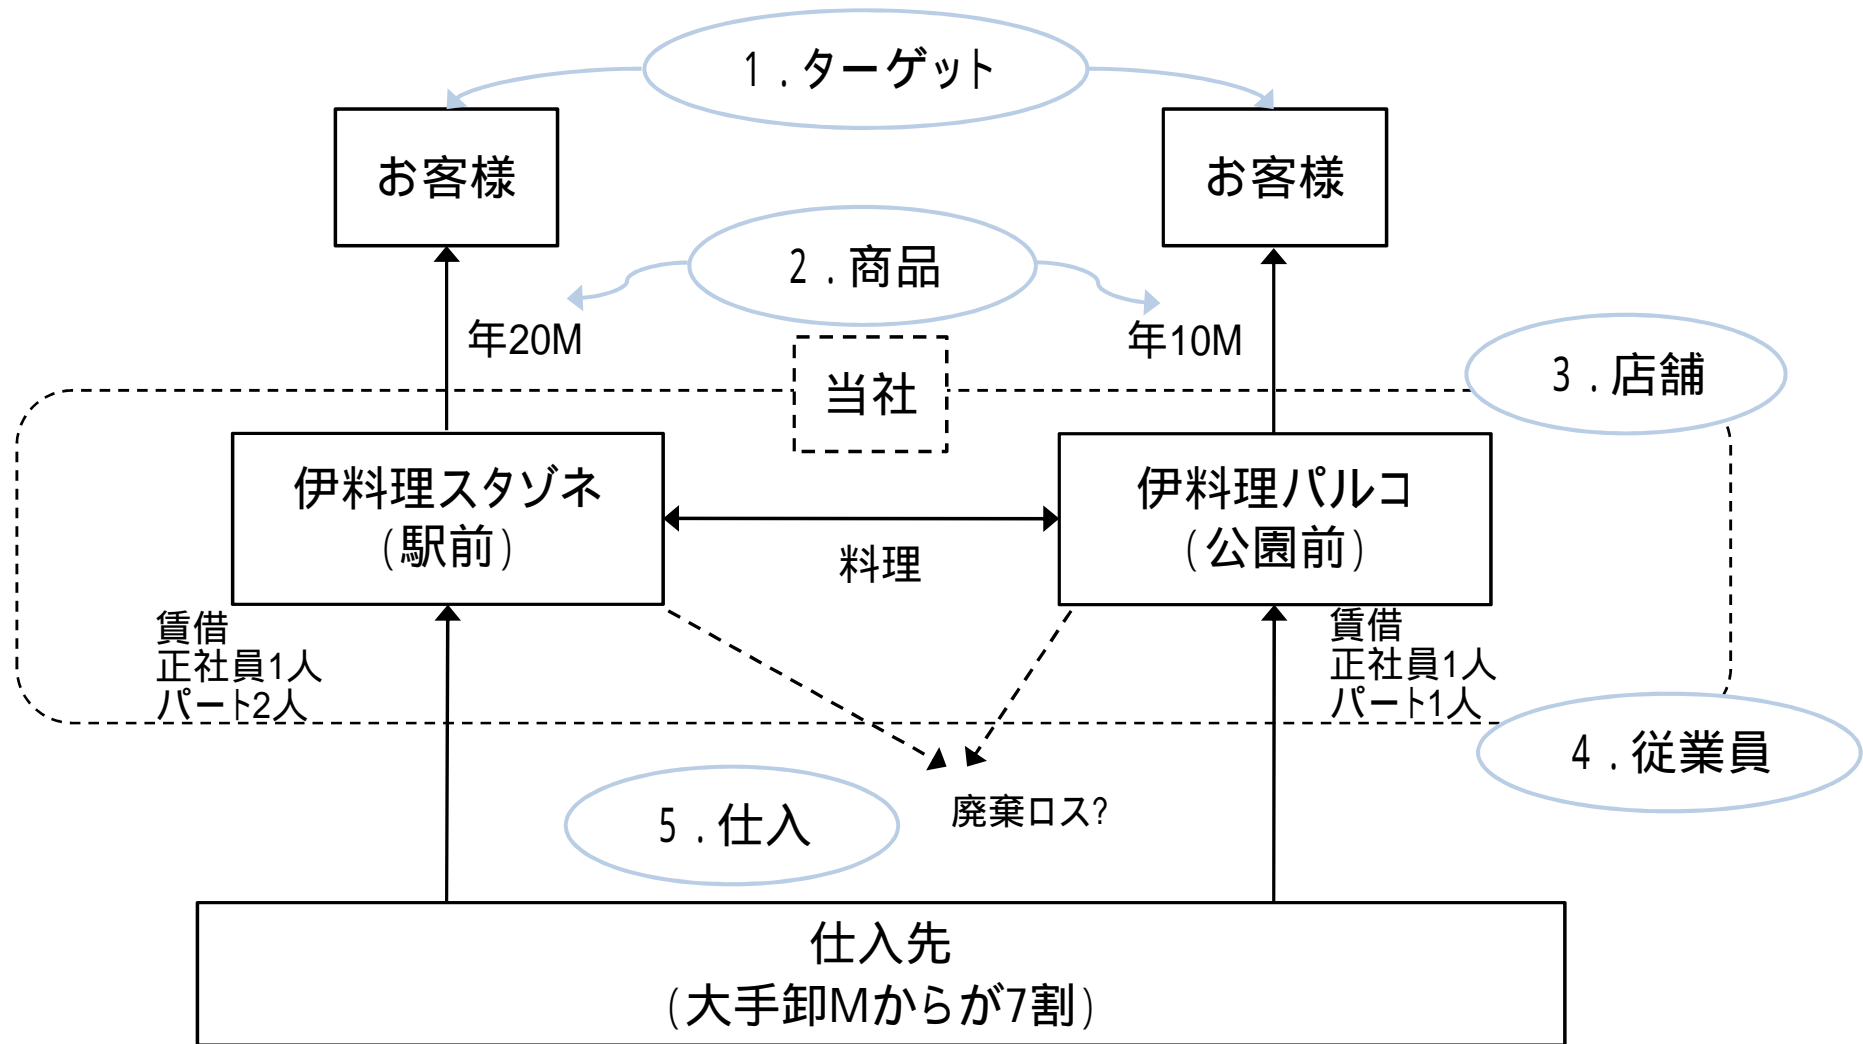 1．ターゲット
お客様
お客様
2．商品
年20M
年10M
当社
3．店舗
伊料理スタゾネ
（駅前）
伊料理パルコ
（公園前）
料理
賃借
正社員1人
パート2人
賃借
正社員1人
パート1人
4．従業員
5．仕入
廃棄ロス?
仕入先
（大手卸Mからが7割）